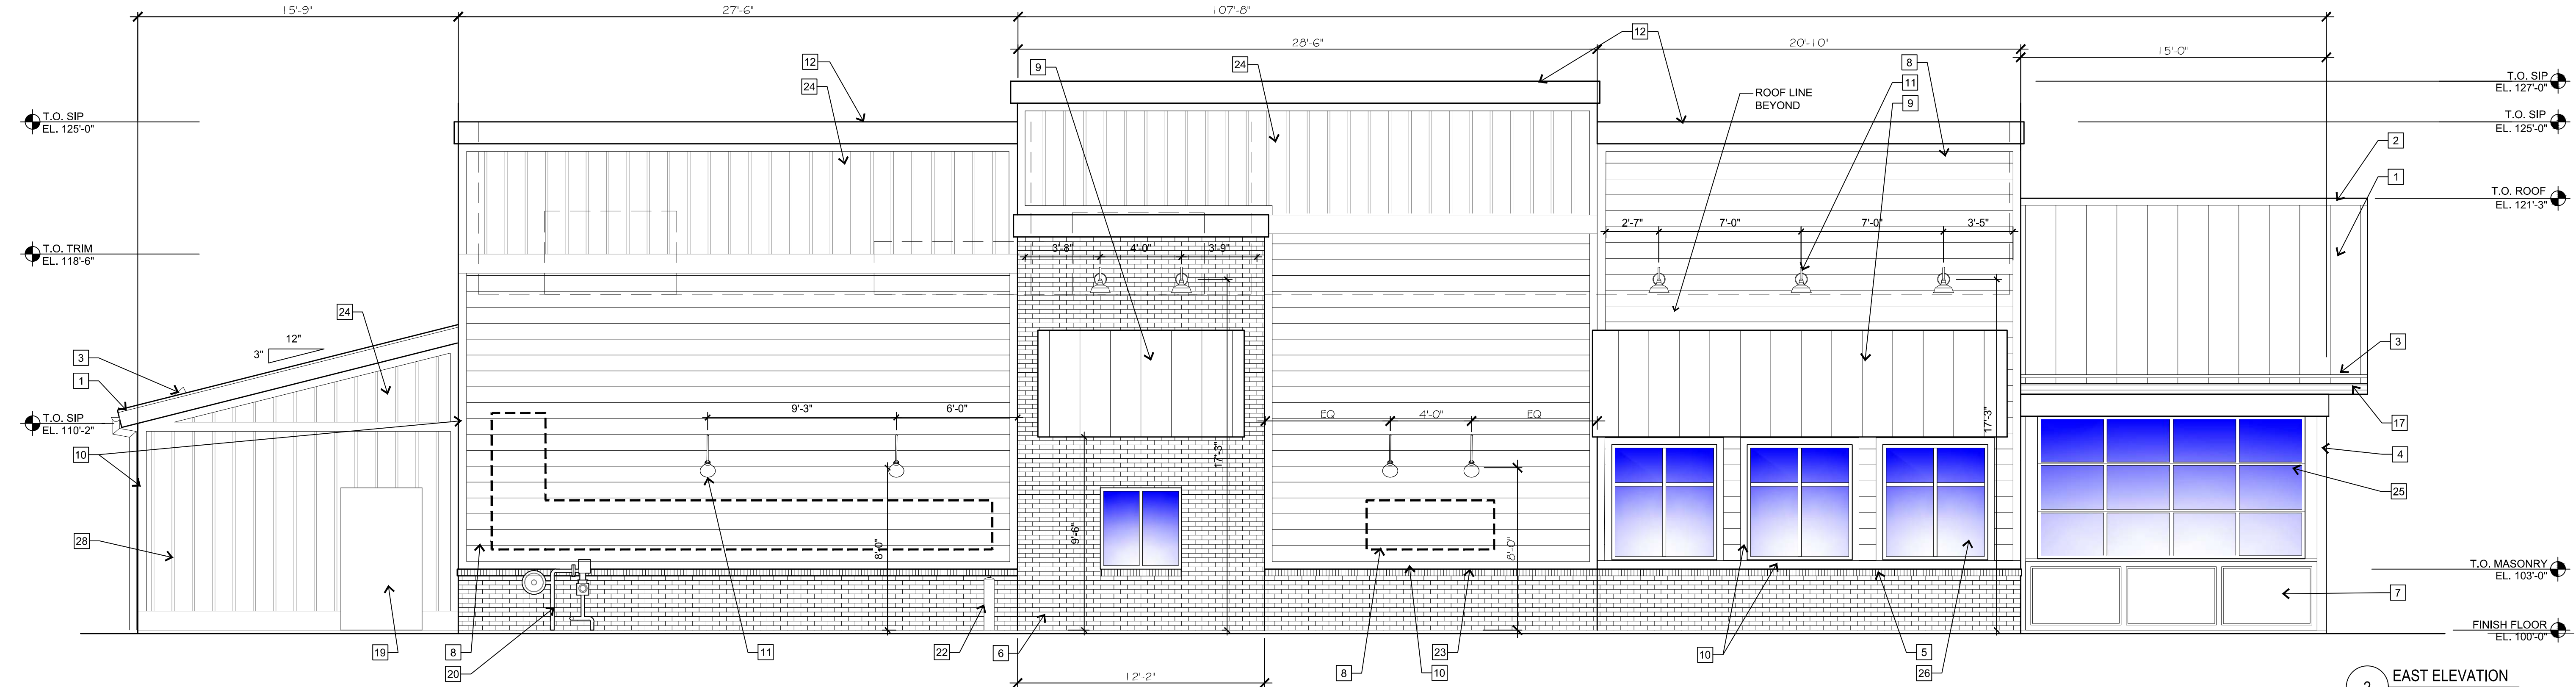 15'-9"
27'-6"
107'-8"
28'-6"
20'-10"
15'-0"
12
24
9
24
12
8
11
9
ROOF LINE
BEYOND
T.O. SIP
EL. 125'-0"
T.O. SIP
EL. 127'-0"
T.O. SIP
EL. 125'-0"
2
1
T.O. ROOF
EL. 121'-3"
T.O. TRIM
EL. 118'-6"
3'-8"
4'-0"
3'-9"
2'-7"
7'-0"
7'-0"
3'-5"
24
12"
3"
3
1
3
T.O. SIP
EL. 110'-2"
10
9'-3"
6'-0"
17'-3"
EQ
4'-0"
EQ
17'-3"
17
4
25
28
8'-0"
9'-6"
8'-0"
T.O. MASONRY
EL. 103'-0"
7
FINISH FLOOR
EL. 100'-0"
19
8
20
11
22
6
8
23
10
10
5
26
12'-2"
2
EAST ELEVATION